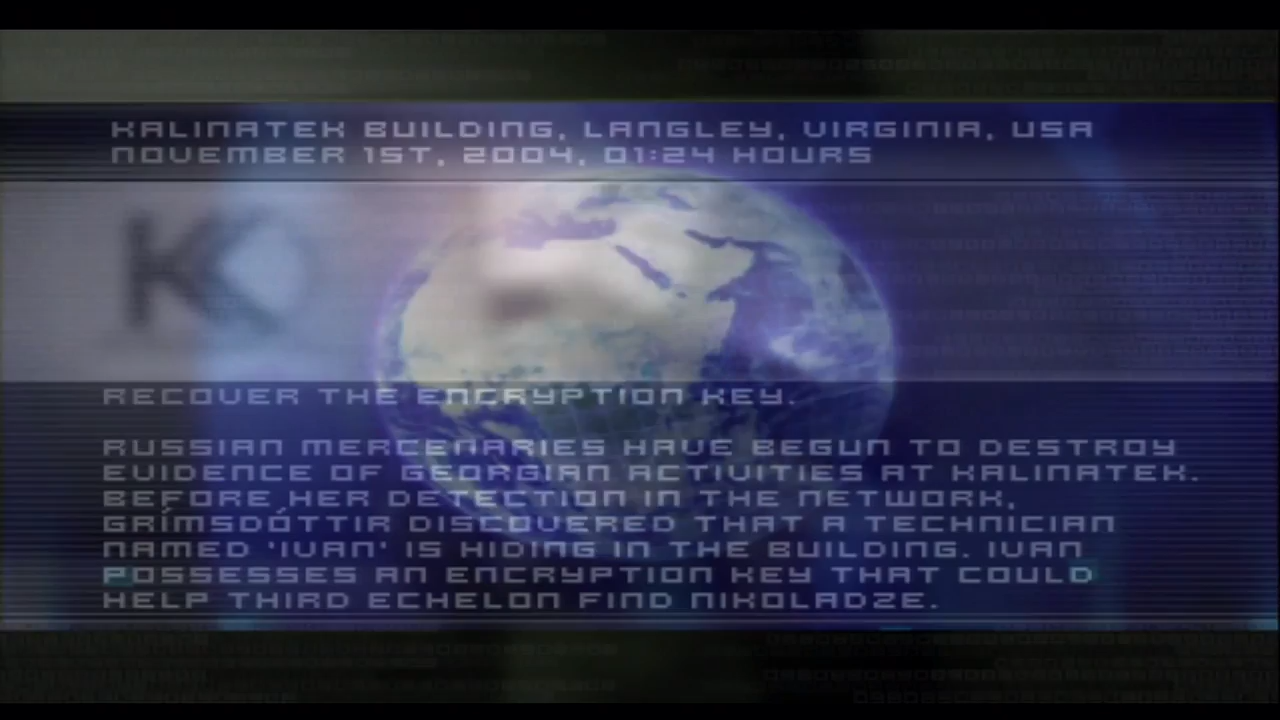 KALINATEK BUILDING, LANGLEY, VIRGINIA, USA
NOVEMBER 1ST, 2004, 01:24 HOURS
K
RECOVER THE ENCRYPTION KEY.
RUSSIAN MERCENARIES HAVE BEGUN TO DESTROY
EVIDENCE OF GEORGIAN ACTIVITIES AT KALINATEK.
BEFORE HER DETECTION IN THE NETWORK,
GRÍMSDÓTTIR DISCOVERED THAT A TECHNICIAN
NAMED 'IVAN' IS HIDING IN THE BUILDING. IVAN
POSSESSES AN ENCRYPTION KEY THAT COULD
HELP THIRD ECHELON FIND NIKOLADZE.